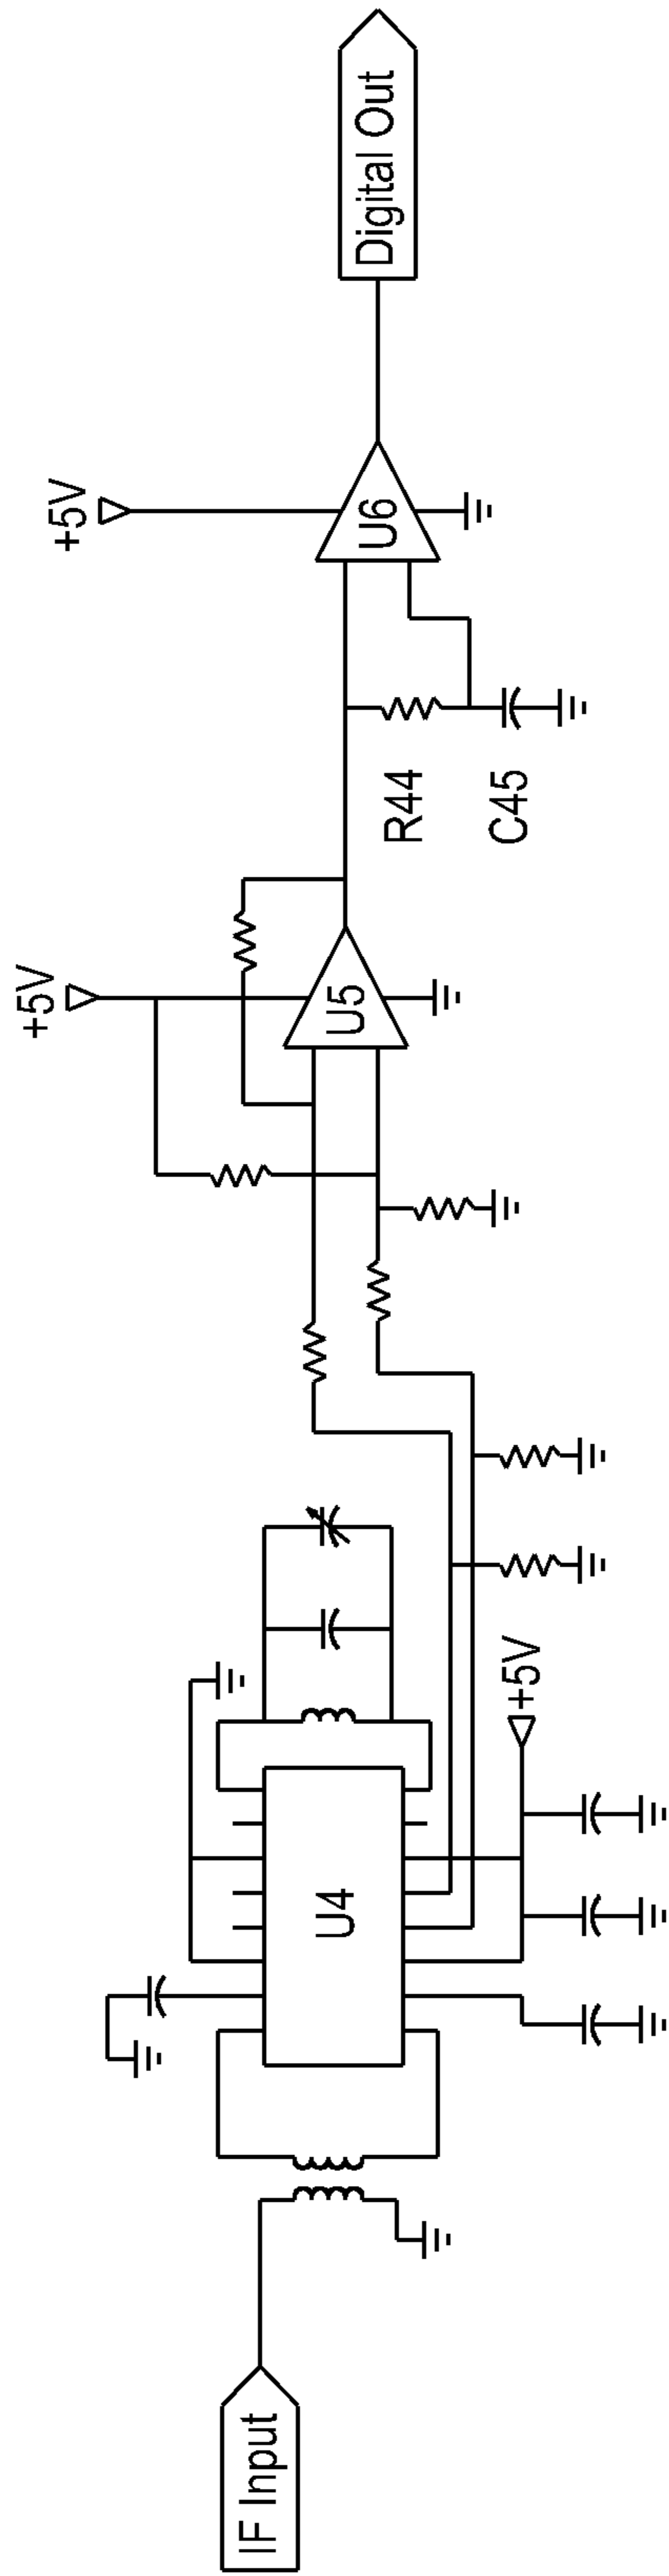 IF Input
U4
+5V
+5V
U5
R44
C45
+5V
U6
Digital Out